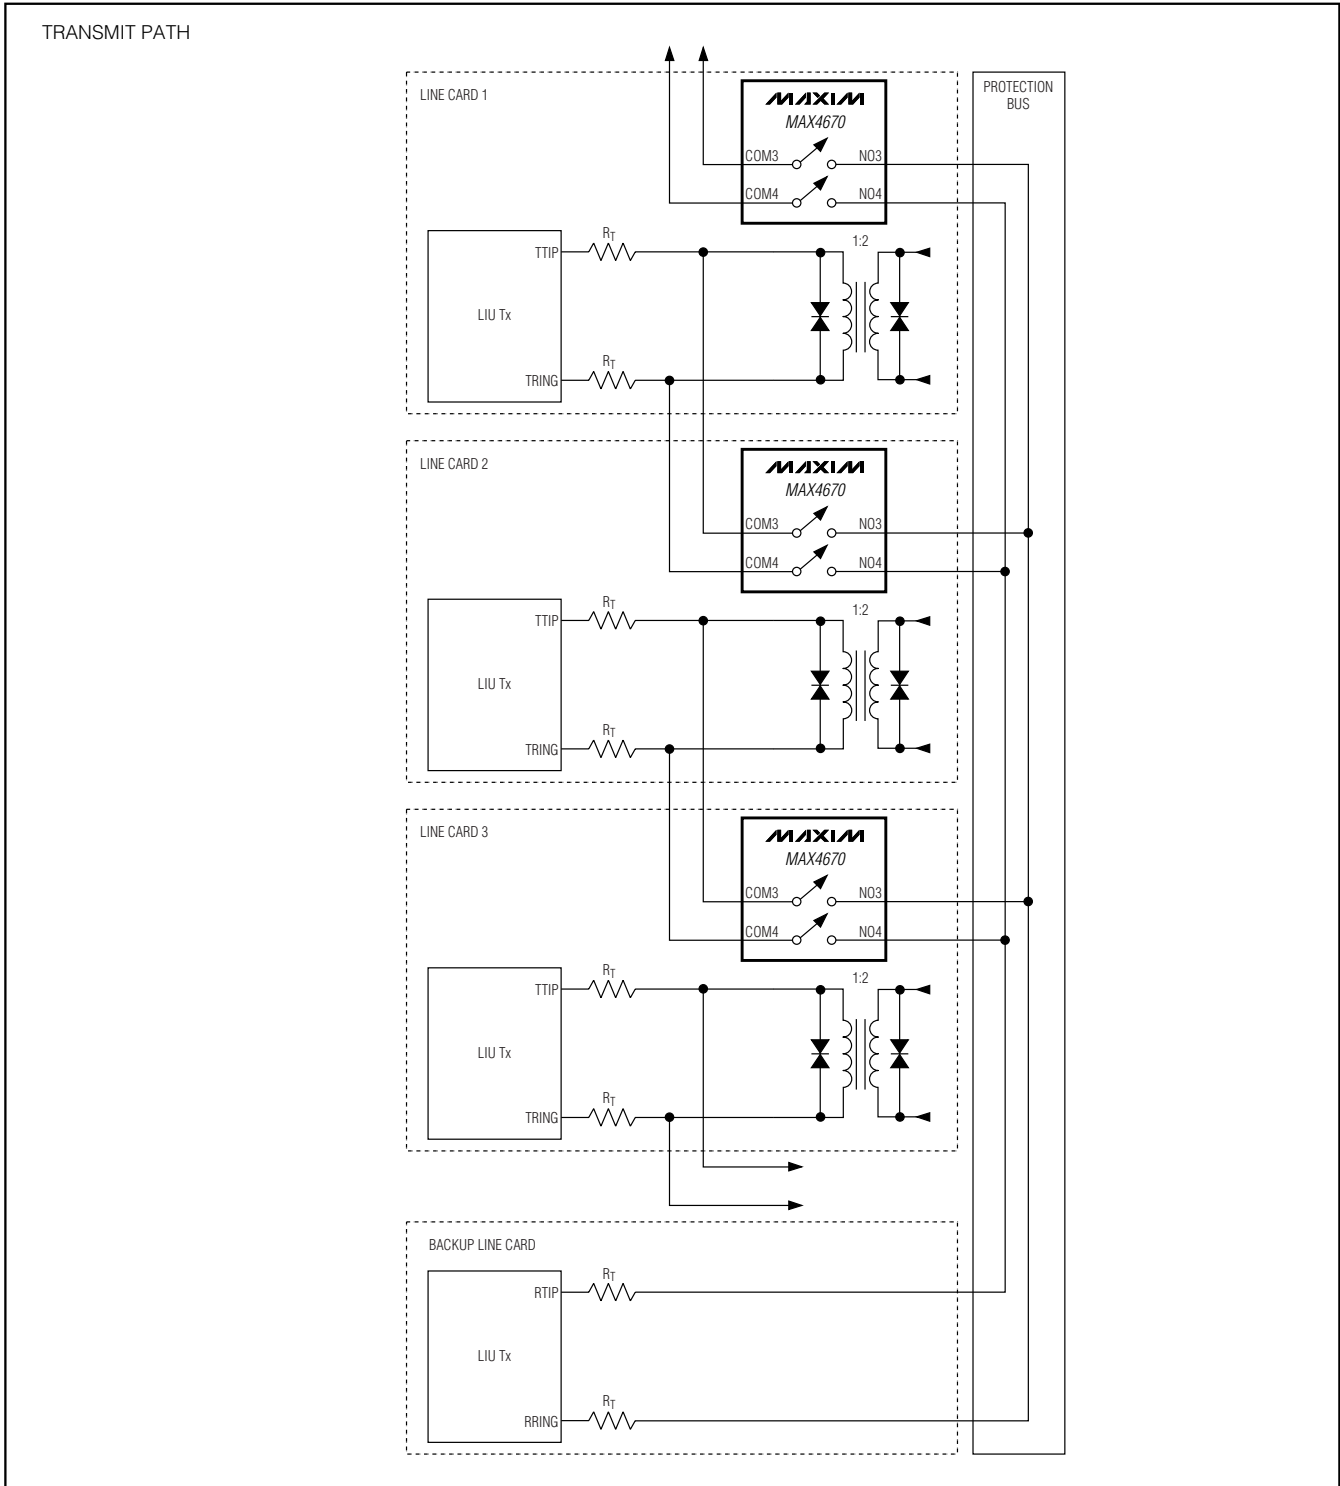 TRANSMIT PATH
LINE CARD 1
MAXIM
MAX4670
COM3
NO3
COM4
NO4
PROTECTION
BUS
RT
1:2
TTIP
LIU Tx
RT
TRING
LINE CARD 2
MAXIM
MAX4670
COM3
NO3
COM4
NO4
RT
1:2
TTIP
LIU Tx
RT
TRING
LINE CARD 3
MAXIM
MAX4670
COM3
NO3
COM4
NO4
RT
1:2
TTIP
LIU Tx
RT
TRING
BACKUP LINE CARD
RT
RTIP
LIU Tx
RT
RRING